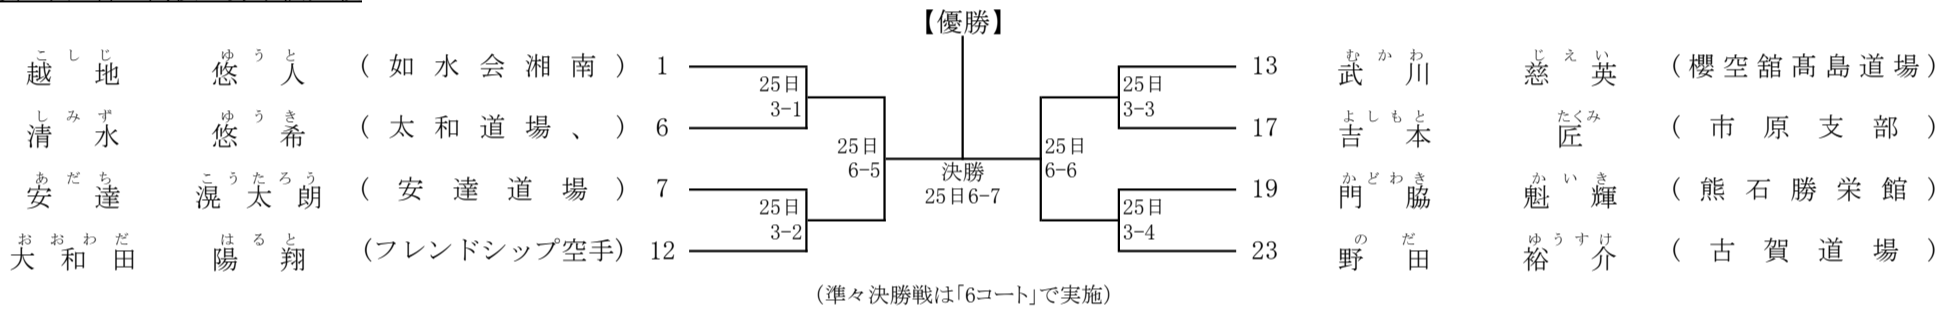 【優勝】
こしじ ゆうと
越地 悠人 (如水会湘南) 1
25日
3-1
しみず ゆうき
清水 悠希 (太和道場、) 6
25日
6-5
あだち こうたろう
安達 滉太朗 (安達道場) 7
25日
3-2
おおわだ はると
大和田 陽翔 (フレンドシップ空手) 12
決勝
25日6-7
むかわ じえい
13 武川 慈英 (櫻空舘髙島道場)
25日
3-3
よしもと たくみ
17 吉本 匠 (市原支部)
25日
6-6
かどわき かいき
19 門脇 魁輝 (熊石勝栄館)
25日
3-4
のだ ゆうすけ
23 野田 裕介 (古賀道場)
(準々決勝戦は「6コート」で実施)